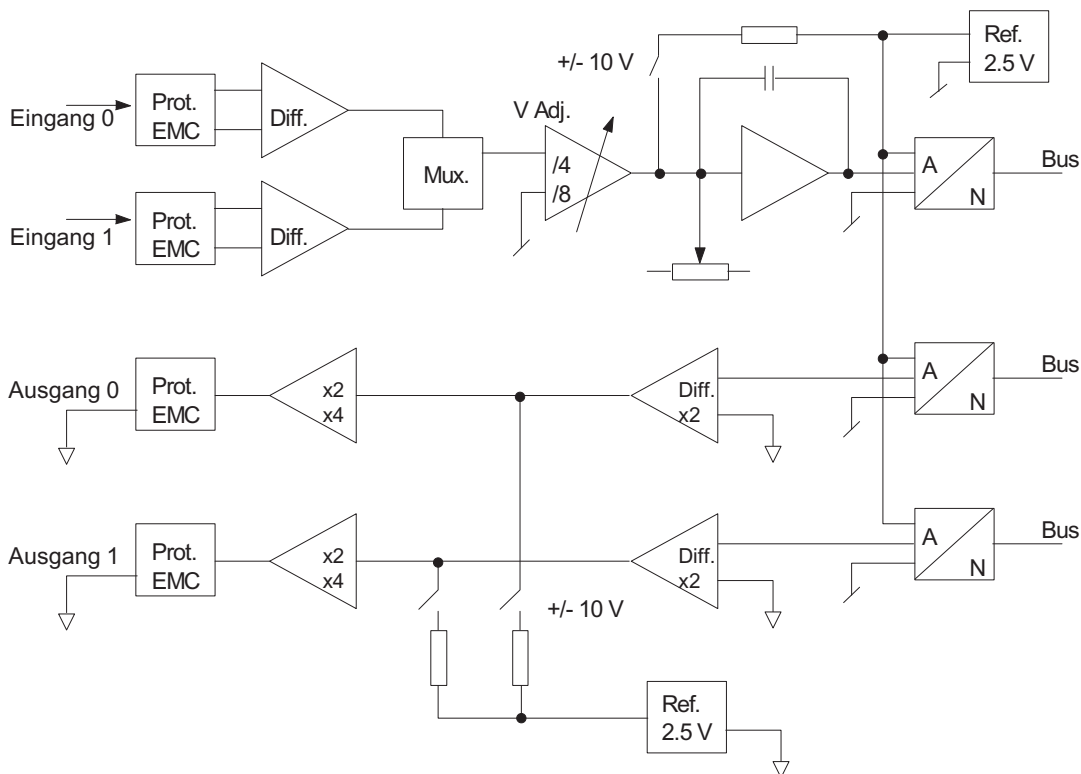 Eingang 0
Prot.
EMC
Diff.
Mux.
V Adj.
/4
/8
+/- 10 V
Ref.
2.5 V
A
N
Bus
Eingang 1
Prot.
EMC
Diff.
Ausgang 0
Prot.
EMC
x2
x4
Diff.
x2
A
N
Bus
Ausgang 1
Prot.
EMC
x2
x4
Diff.
x2
A
N
Bus
+/- 10 V
Ref.
2.5 V